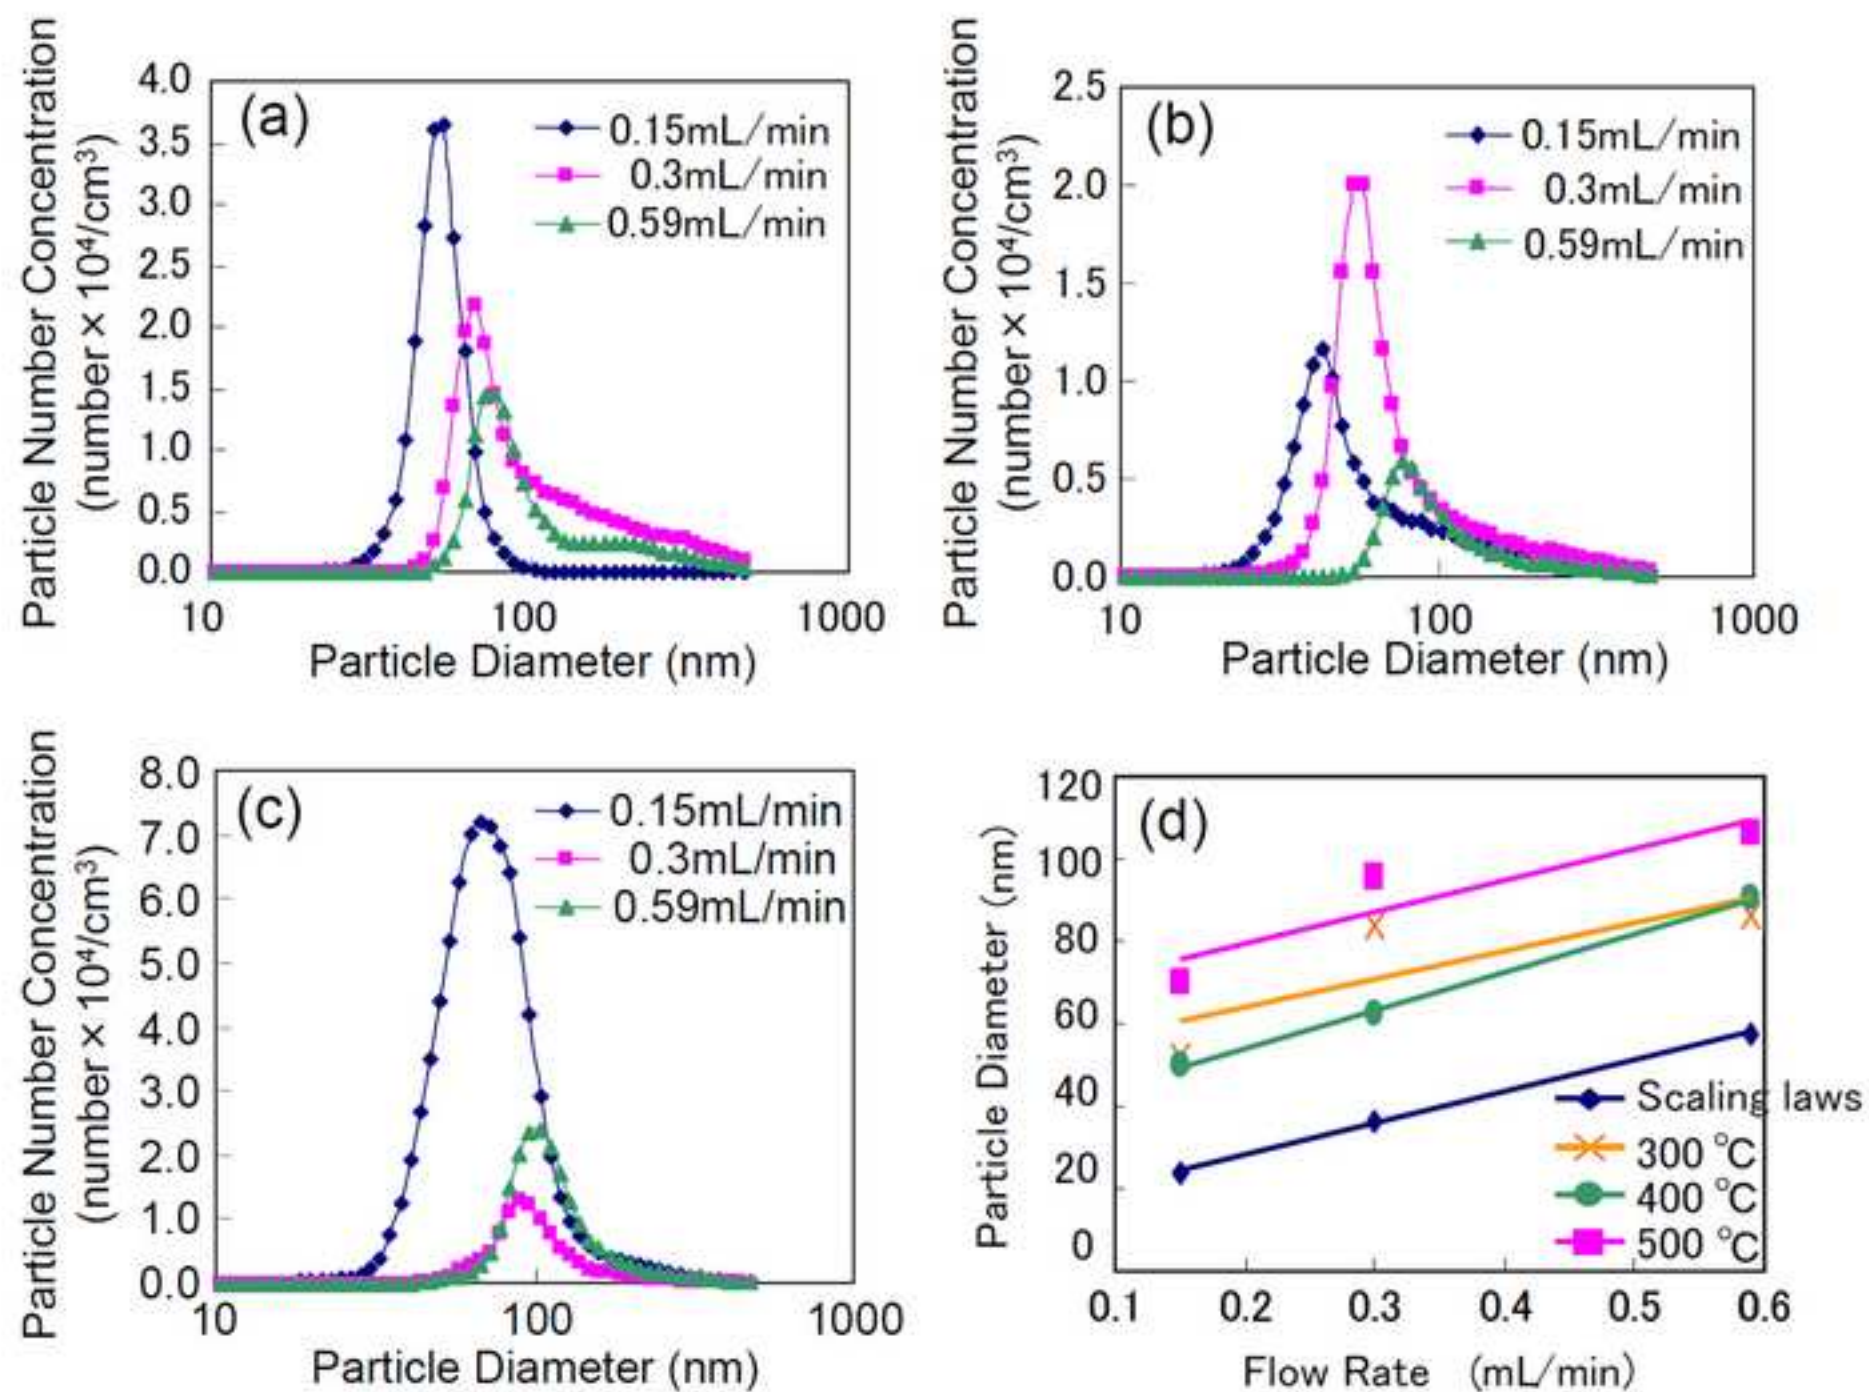 Particle Number Concentration
(number × 10⁴/cm³)
4.0
3.5
3.0
2.5
2.0
1.5
1.0
0.5
0.0
(a)
0.15mL/min
0.3mL/min
0.59mL/min
10
100
1000
Particle Diameter (nm)
Particle Number Concentration
(number × 10⁴/cm³)
2.5
2.0
1.5
1.0
0.5
0.0
(b)
0.15mL/min
0.3mL/min
0.59mL/min
10
100
1000
Particle Diameter (nm)
Particle Number Concentration
(number × 10⁴/cm³)
8.0
7.0
6.0
5.0
4.0
3.0
2.0
1.0
0.0
(c)
0.15mL/min
0.3mL/min
0.59mL/min
10
100
1000
Particle Diameter (nm)
Particle Diameter (nm)
120
100
80
60
40
20
0
(d)
Scaling laws
300 °C
400 °C
500 °C
0.1
0.2
0.3
0.4
0.5
0.6
Flow Rate (mL/min)